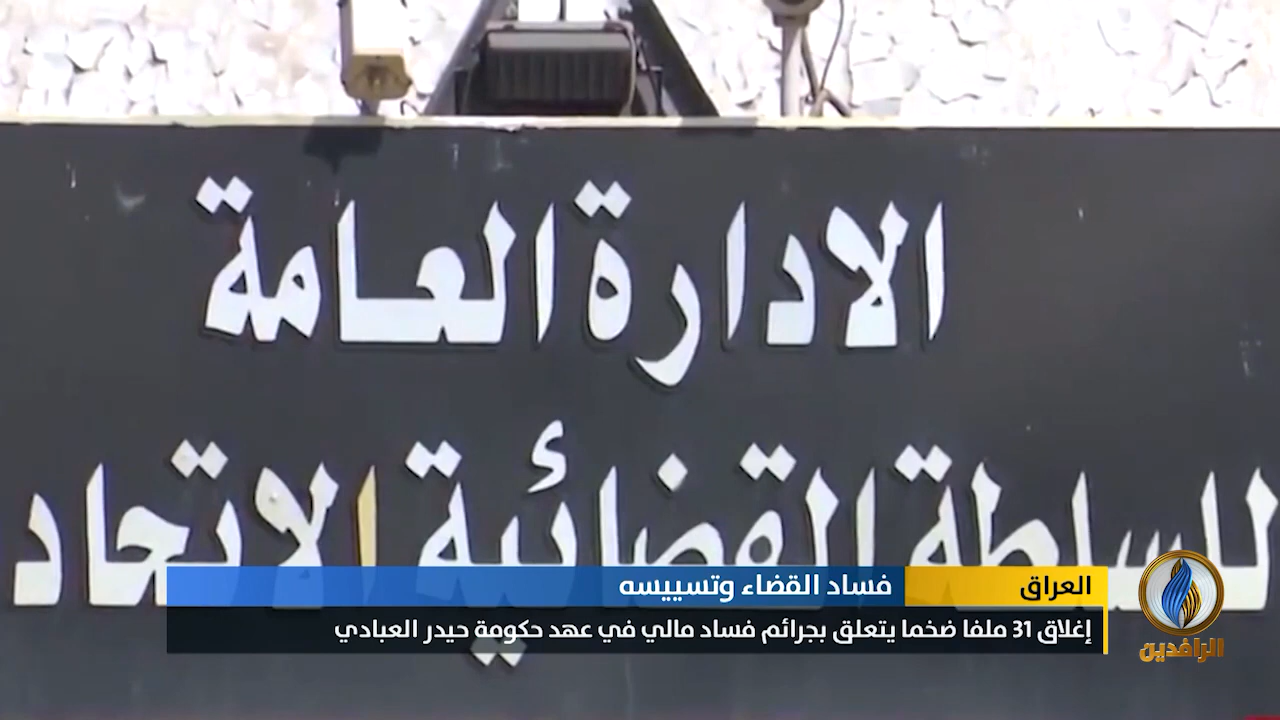 الادارة العامة
للسلطة القضائية الاتحاد
العراق
فساد القضاء وتسييسه
إغلاق 31 ملفا ضخما يتعلق بجرائم فساد مالي في عهد حكومة حيدر العبادي
الرافدين